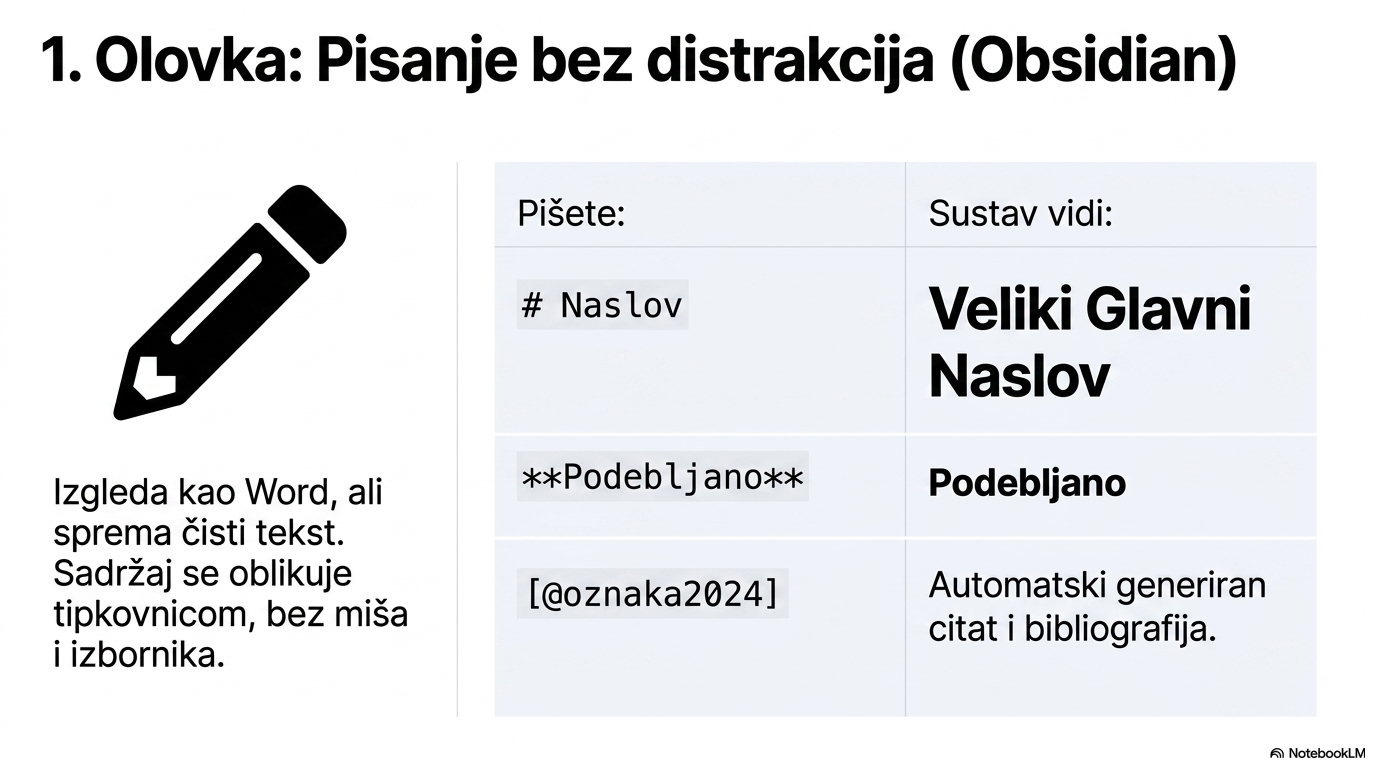 1. Olovka: Pisanje bez distrakcija (Obsidian)
Izgleda kao Word, ali
sprema čisti tekst.
Sadržaj se oblikuje
tipkovnicom, bez miša
i izbornika.
Pišete:
Sustav vidi:
# Naslov
Veliki Glavni
Naslov
**Podebljano**
Podebljano
[@oznaka2024]
Automatski generiran
citat i bibliografija.
NotebookLM